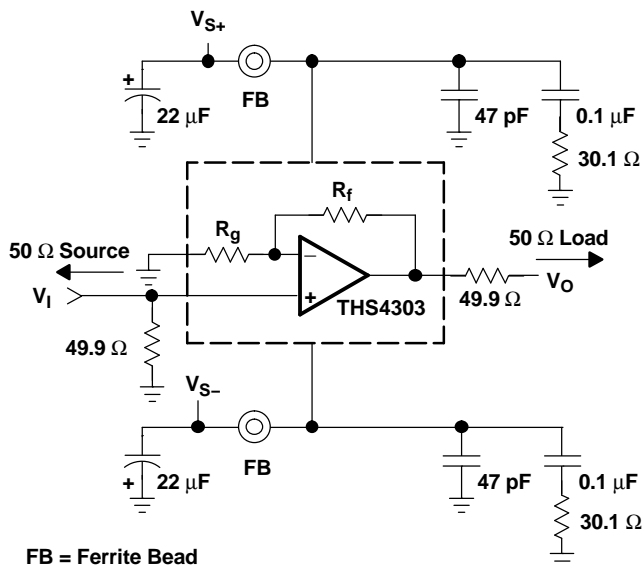 VS+
+
22 μF
FB
47 pF
0.1 μF
30.1 Ω
Rf
Rg
50 Ω Source
50 Ω Load
–
+
VI
THS4303
49.9 Ω
VO
49.9 Ω
VS–
+
22 μF
FB
47 pF
0.1 μF
30.1 Ω
FB = Ferrite Bead